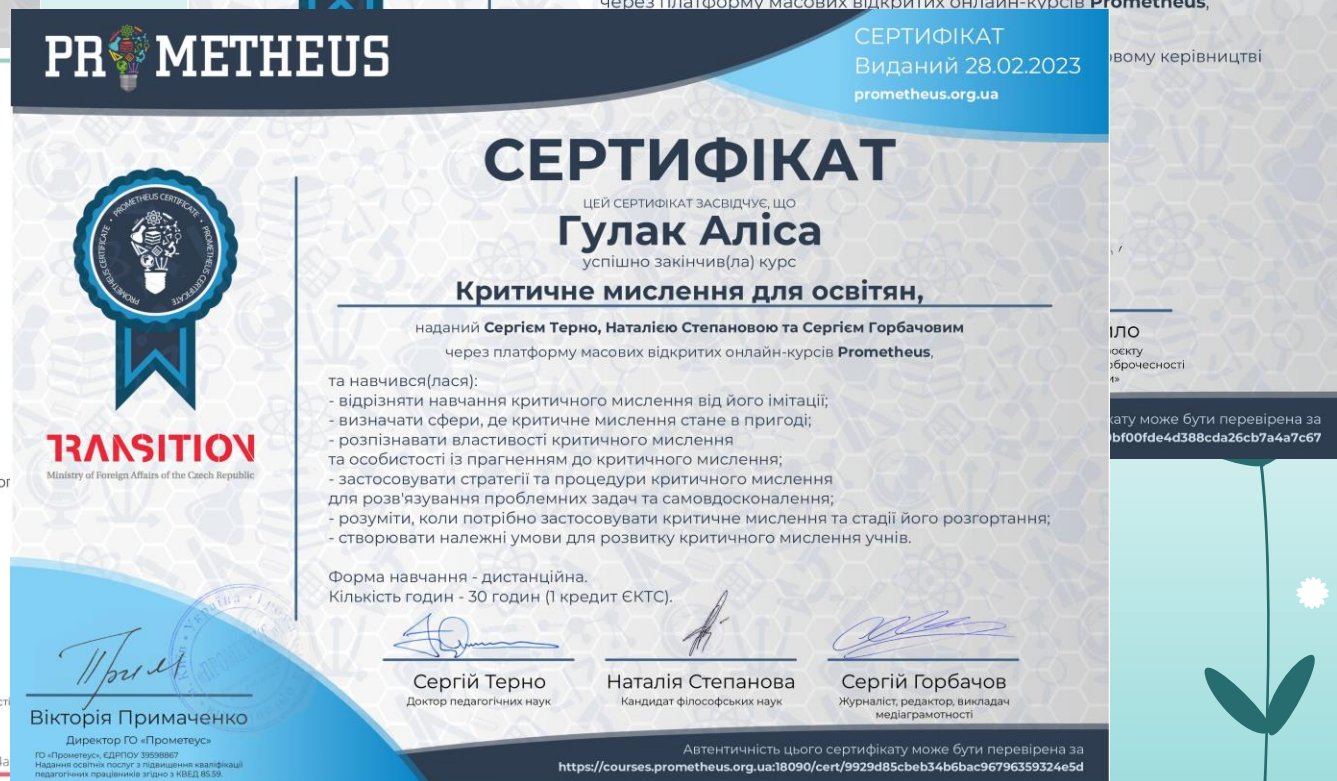 через платформу масових відкритих онлайн-курсів Prometheus,
PROMETHEUS
СЕРТИФІКАТ
Виданий 28.02.2023
prometheus.org.ua
керівництві
СЕРТИФІКАТ
ЦЕЙ СЕРТИФІКАТ ЗАСВІДЧУЄ, ЩО
Гулак Аліса
успішно закінчив(ла) курс
Критичне мислення для освітян,
наданий Сергієм Терно, Наталією Степановою та Сергієм Горбачовим
через платформу масових відкритих онлайн-курсів Prometheus,
та навчився(лася):
- відрізняти навчання критичного мислення від його імітації;
- визначати сфери, де критичне мислення стане в пригоді;
- розпізнавати властивості критичного мислення
та особистості із прагненням до критичного мислення;
- застосовувати стратегії та процедури критичного мислення
для розв'язування проблемних задач та самовдосконалення;
- розуміти, коли потрібно застосовувати критичне мислення та стадії його розгортання;
- створювати належні умови для розвитку критичного мислення учнів.
Форма навчання - дистанційна.
Кількість годин - 30 годин (1 кредит ЄКТС).
PROMETHEUS CERTIFICATE • PROMETHEUS CERTIFICATE •
TRANSITION
Ministry of Foreign Affairs of the Czech Republic
Вікторія Примаченко
Директор ГО «Прометеус»
ГО «Прометеус», ЄДРПОУ 39598867
Надання освітніх послуг з підвищення кваліфікації
педагогічних працівників згідно з КВЕД 85.59.
Сергій Терно
Доктор педагогічних наук
Наталія Степанова
Кандидат філософських наук
Сергій Горбачов
Журналіст, редактор, викладач
медіаграмотності
Автентичність цього сертифікату може бути перевірена за
https://courses.prometheus.org.ua:18090/cert/9929d85cbeb34b6bac96796359324e5d
може бути перевірена за